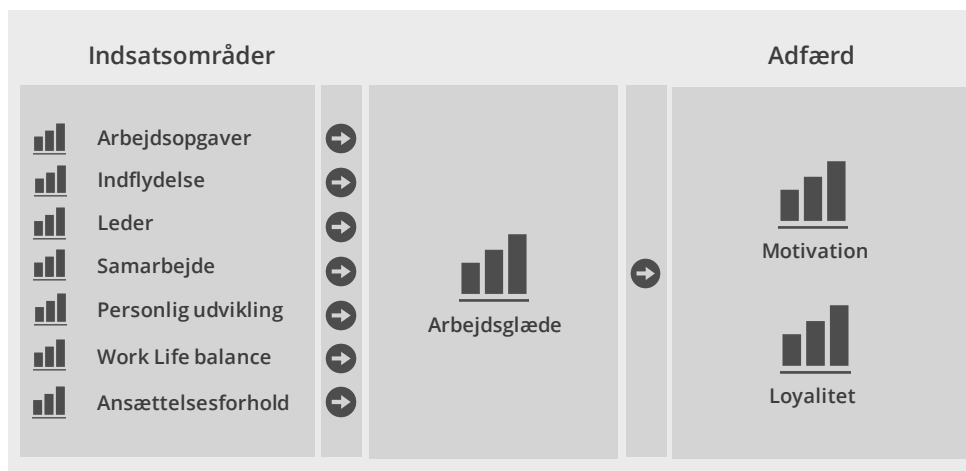 Indsatsområder
Adfærd
Arbejdsopgaver
Indflydelse
Leder
Samarbejde
Personlig udvikling
Work Life balance
Ansættelsesforhold
Arbejdsglæde
Motivation
Loyalitet